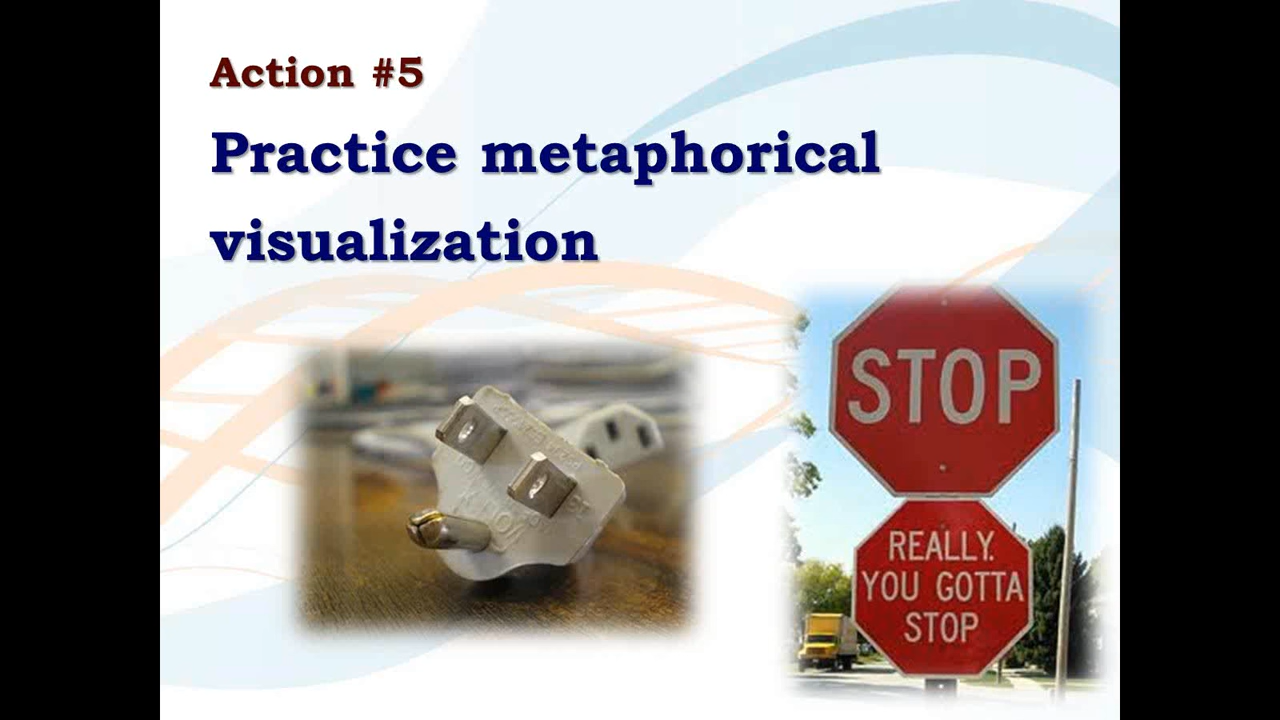 Action #5
Practice metaphorical
visualization
STOP
REALLY.
YOU GOTTA
STOP